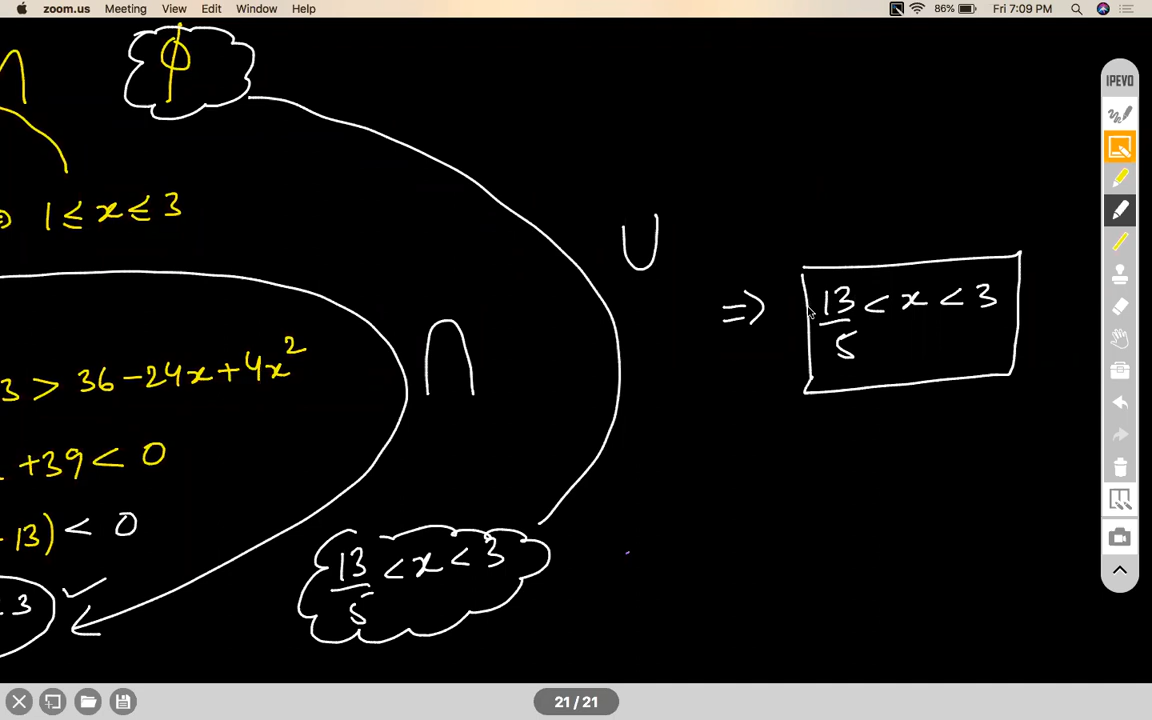 zoom.us Meeting View Edit Window Help 86% Fri 7:09 PM
IPEVO
∩ φ
1 ≤ x ≤ 3
∪
⇒ 13/5 < x < 3
3 > 36 - 24x + 4x²
∩
+39 < 0
- 13) < 0
13/5 < x < 3
< 3
21 / 21